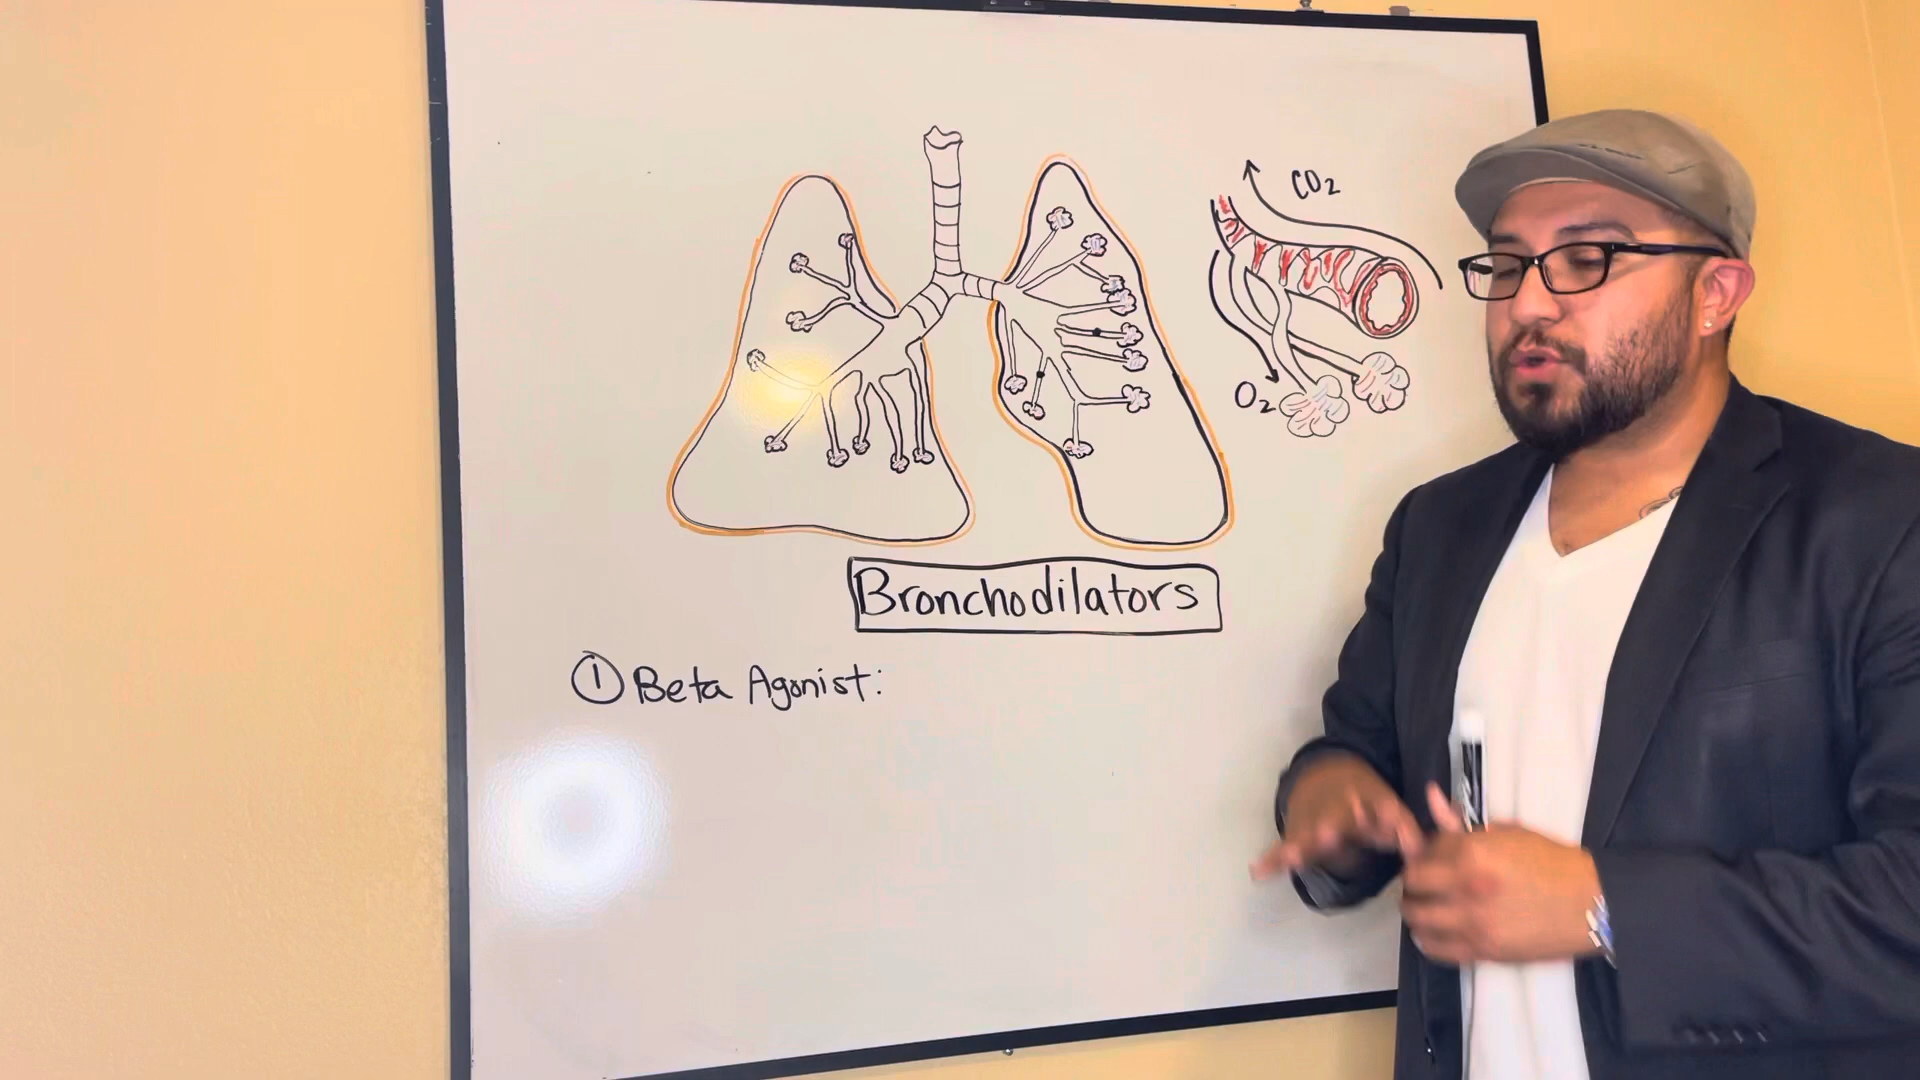 CO2
O2
Bronchodilators
① Beta Agonist: